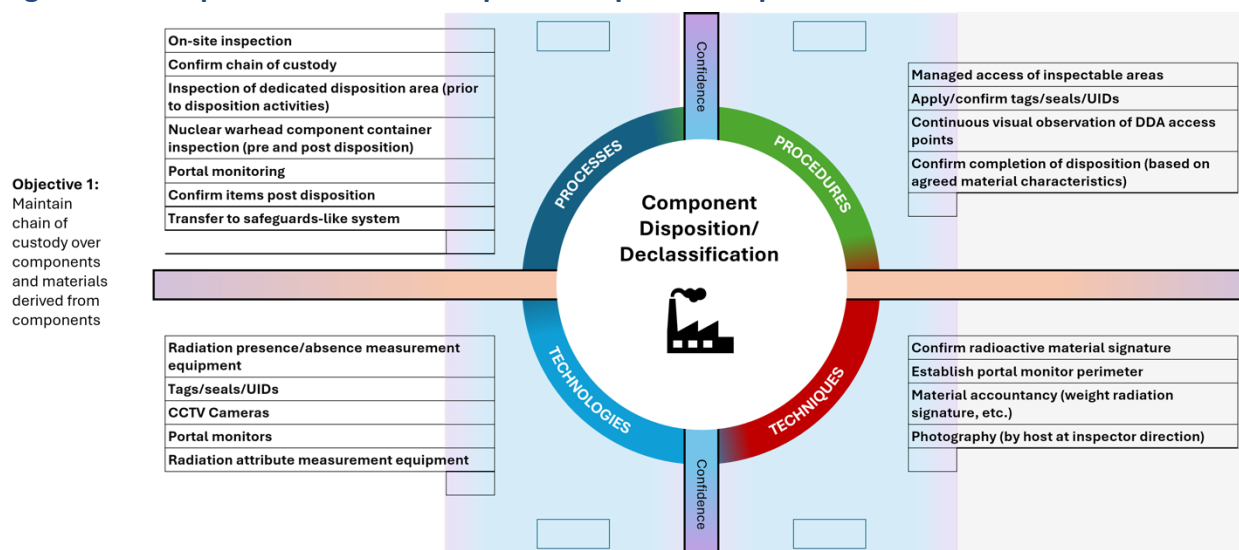 On-site inspection
Confirm chain of custody
Inspection of dedicated disposition area (prior
to disposition activities)
Nuclear warhead component container
inspection (pre and post disposition)
Portal monitoring
Confirm items post disposition
Transfer to safeguards-like system
Confidence
Managed access of inspectable areas
Apply/confirm tags/seals/UIDs
Continuous visual observation of DDA access
points
Confirm completion of disposition (based on
agreed material characteristics)
Objective 1:
Maintain
chain of
custody over
components
and materials
derived from
components
PROCESSES
PROCEDURES
Component
Disposition/
Declassification
TECHNOLOGIES
TECHNIQUES
Radiation presence/absence measurement
equipment
Tags/seals/UIDs
CCTV Cameras
Portal monitors
Radiation attribute measurement equipment
Confidence
Confirm radioactive material signature
Establish portal monitor perimeter
Material accountancy (weight radiation
signature, etc.)
Photography (by host at inspector direction)